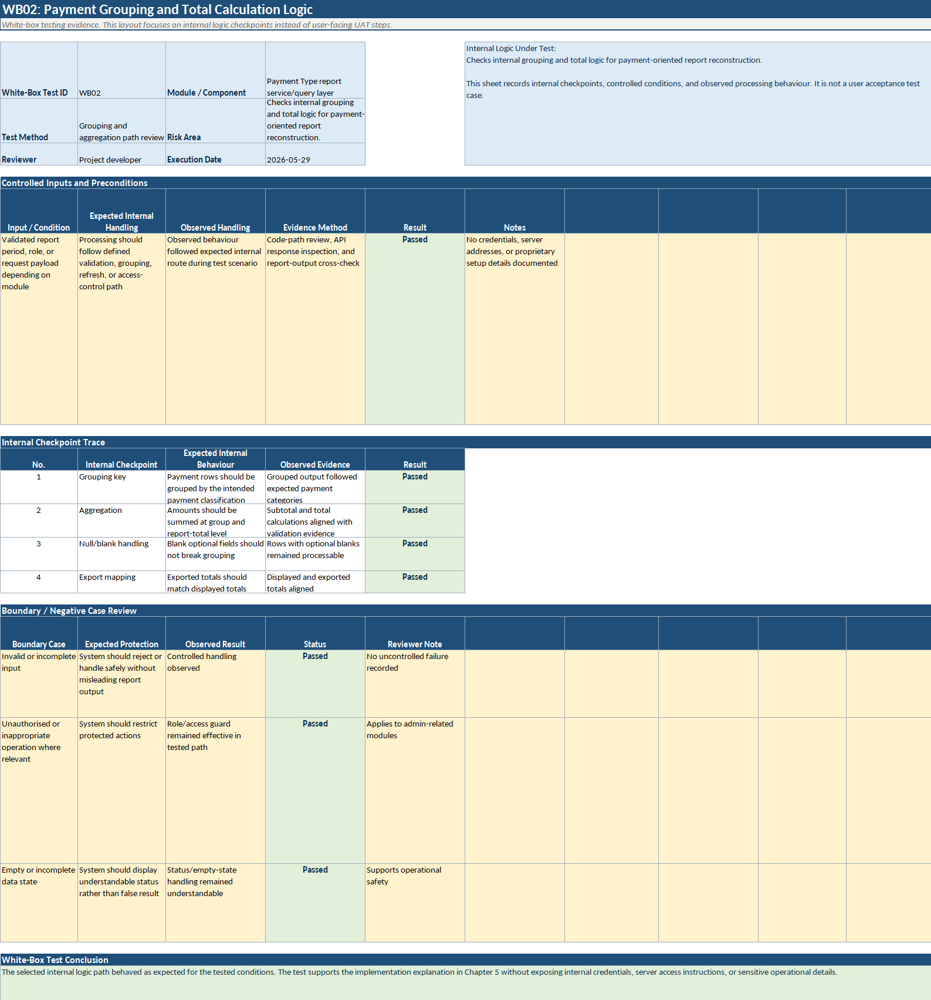 WB02: Payment Grouping and Total Calculation Logic
White-box testing evidence. This layout focuses on internal logic checkpoints instead of user-facing UAT steps.
White-Box Test ID
WB02
Module / Component
Payment Type report
service/query layer
Test Method
Grouping and
aggregation path review
Risk Area
Checks internal grouping
and total logic for payment-
oriented report
reconstruction.
Reviewer
Project developer
Execution Date
2026-05-29
Internal Logic Under Test:
Checks internal grouping and total logic for payment-oriented report reconstruction.
This sheet records internal checkpoints, controlled conditions, and observed processing behaviour. It is not a user acceptance test
case.
Controlled Inputs and Preconditions
Input / Condition
Expected Internal
Handling
Observed Handling
Evidence Method
Result
Notes
Validated report
period, role, or
request payload
depending on
module
Processing should
follow defined
validation, grouping,
refresh, or access-
control path
Observed behaviour
followed expected internal
route during test scenario
Code-path review, API
response inspection, and
report-output cross-check
Passed
No credentials, server
addresses, or proprietary
setup details documented
Internal Checkpoint Trace
No.
Internal Checkpoint
Expected Internal
Behaviour
Observed Evidence
Result
1
Grouping key
Payment rows should be
grouped by the intended
payment classification
Grouped output followed
expected payment
categories
Passed
2
Aggregation
Amounts should be
summed at group and
report-total level
Subtotal and total
calculations aligned with
validation evidence
Passed
3
Null/blank handling
Blank optional fields should
not break grouping
Rows with optional blanks
remained processable
Passed
4
Export mapping
Exported totals should
match displayed totals
Displayed and exported
totals aligned
Passed
Boundary / Negative Case Review
Boundary Case
Expected Protection
Observed Result
Status
Reviewer Note
Invalid or incomplete
input
System should reject or
handle safely without
misleading report
output
Controlled handling
observed
Passed
No uncontrolled failure
recorded
Unauthorised or
inappropriate
operation where
relevant
System should restrict
protected actions
Role/access guard
remained effective in
tested path
Passed
Applies to admin-related
modules
Empty or incomplete
data state
System should display
understandable status
rather than false result
Status/empty-state
handling remained
understandable
Passed
Supports operational
safety
White-Box Test Conclusion
The selected internal logic path behaved as expected for the tested conditions. The test supports the implementation explanation in Chapter 5 without exposing internal credentials, server access instructions, or sensitive operational details.